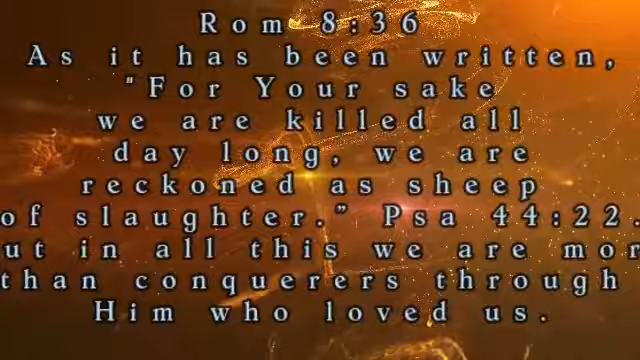 Rom 8:36
As it has been written,
"For Your sake
we are killed all
day long, we are
reckoned as sheep
of slaughter.” Psa 44:22.
ut in all this we are mor
than conquerers through
Him who loved us.